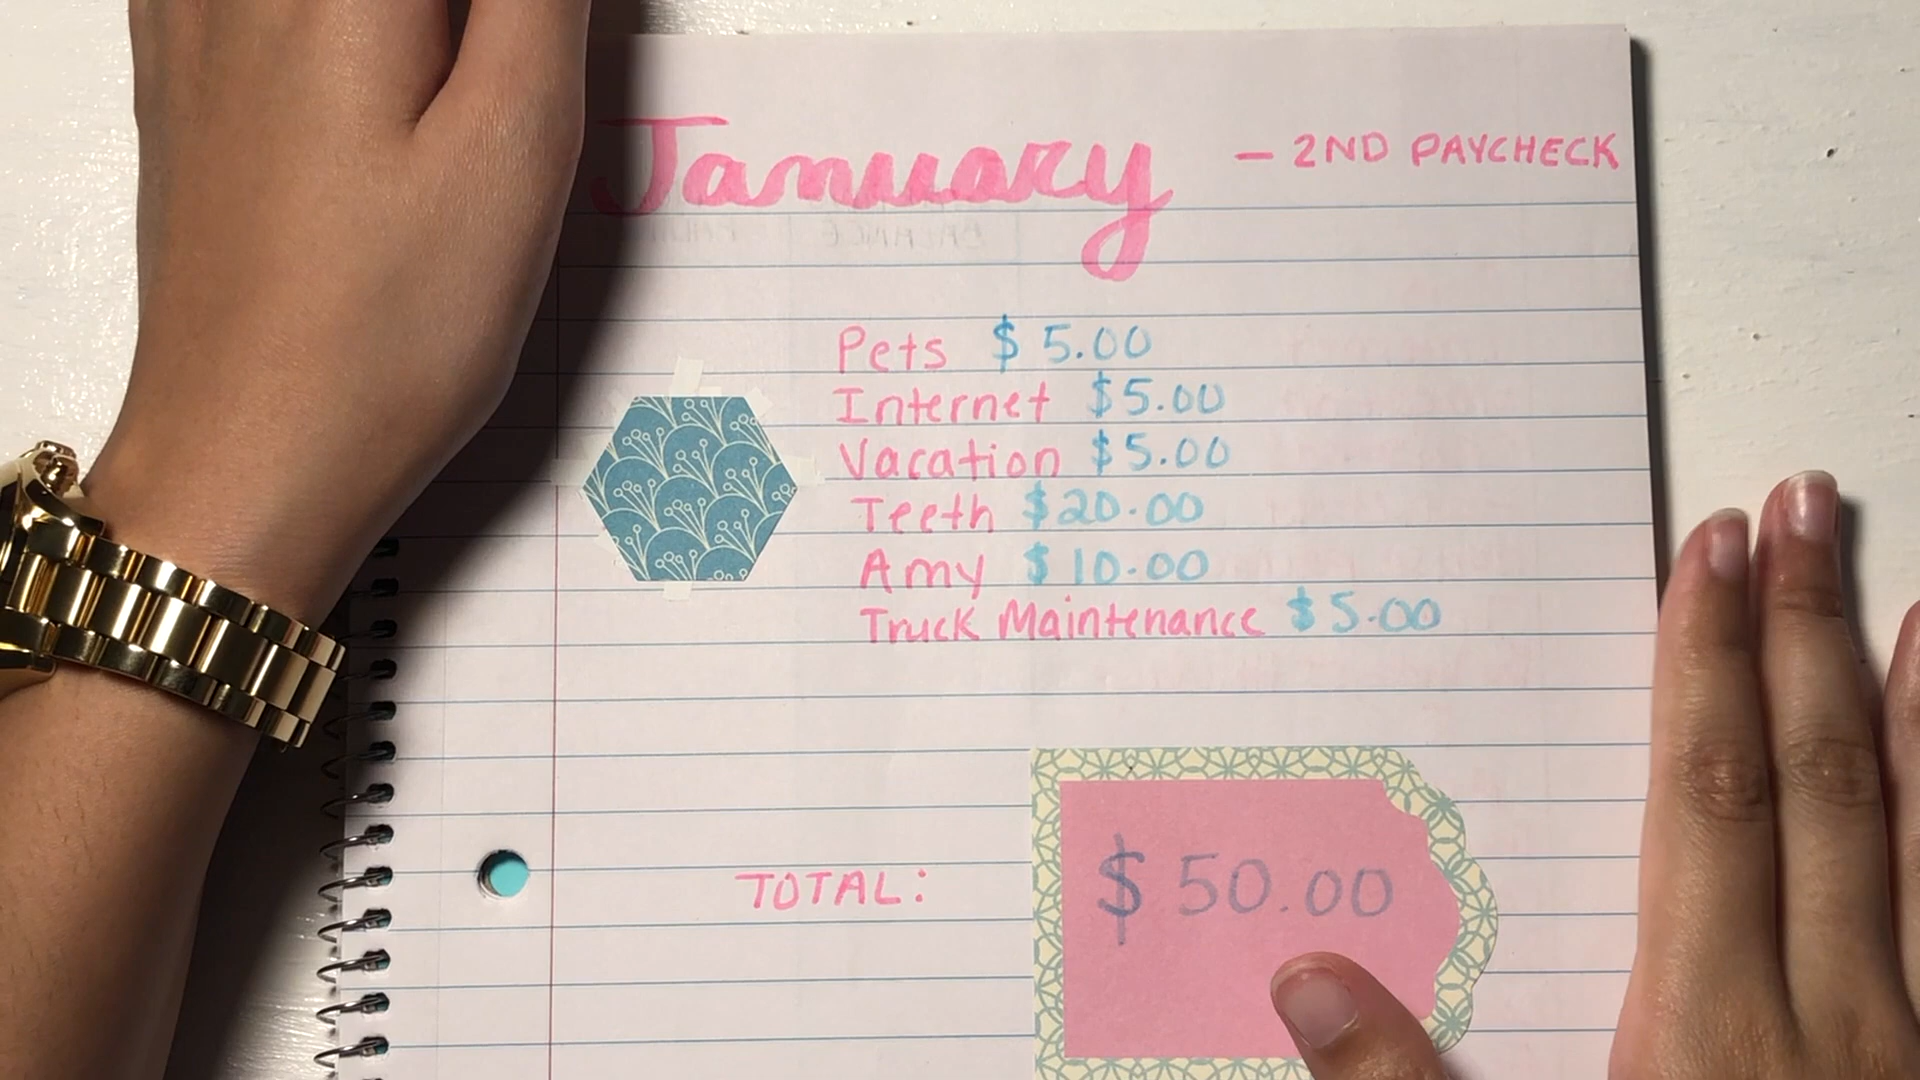 January - 2ND PAYCHECK
BALANCE
Pets $5.00
Internet $5.00
Vacation $5.00
Teeth $20.00
Amy $10.00
Truck Maintenance $5.00
TOTAL: $50.00